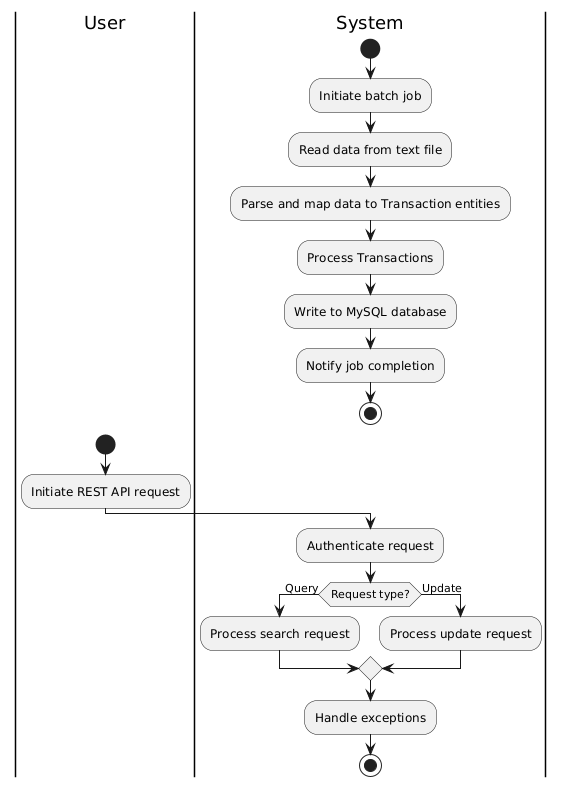 User
System
Initiate batch job
Read data from text file
Parse and map data to Transaction entities
Process Transactions
Write to MySQL database
Notify job completion
Initiate REST API request
Authenticate request
Query
Request type?
Update
Process search request
Process update request
Handle exceptions